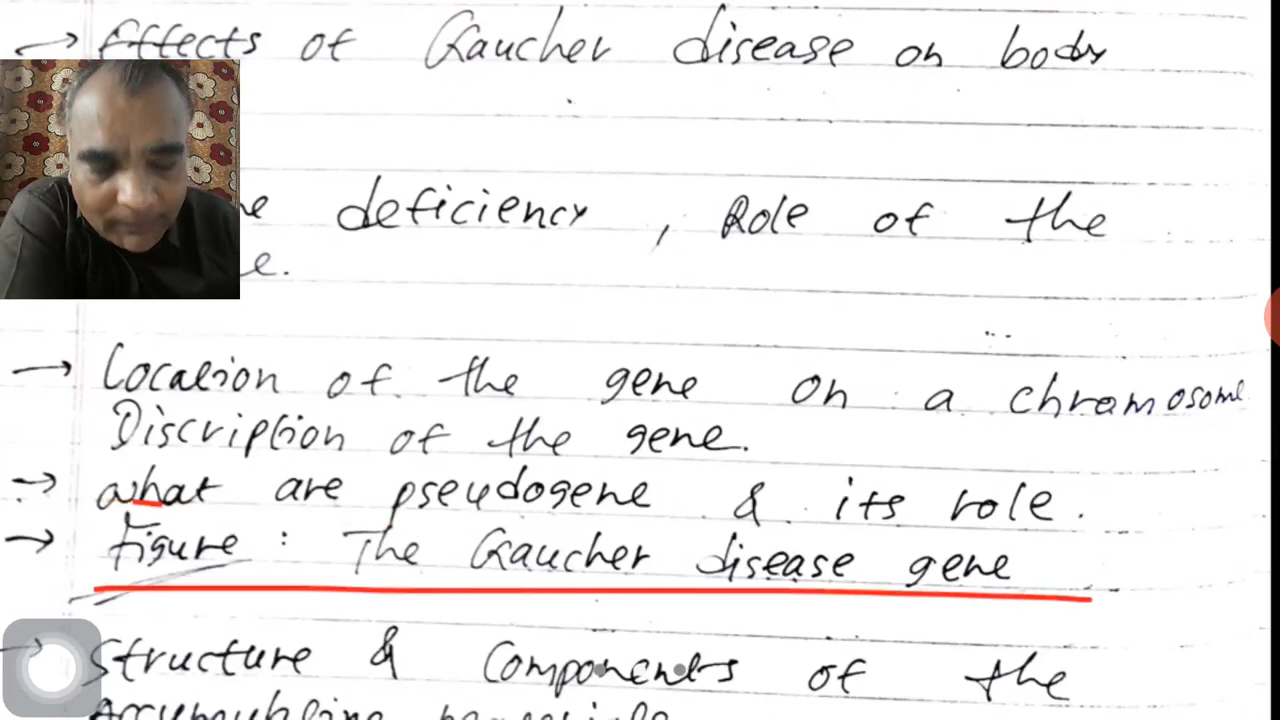 → Effects of Gaucher disease on body
deficiency, Role of the
→ Location of the gene on a chromosome
Discription of the gene.
→ what are pseudogene & its role.
→ Figure : The Gaucher disease gene
→ Structure & Components of the